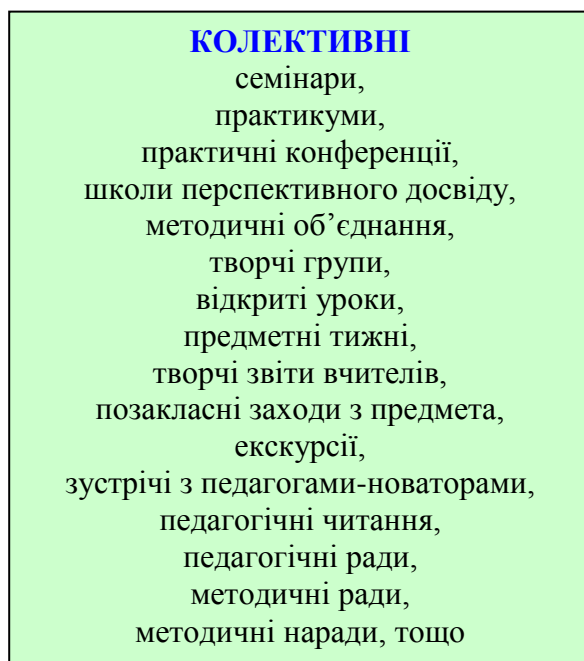 КОЛЕКТИВНІ
семінари,
практикуми,
практичні конференції,
школи перспективного досвіду,
методичні об’єднання,
творчі групи,
відкриті уроки,
предметні тижні,
творчі звіти вчителів,
позакласні заходи з предмета,
екскурсії,
зустрічі з педагогами-новаторами,
педагогічні читання,
педагогічні ради,
методичні ради,
методичні наради, тощо